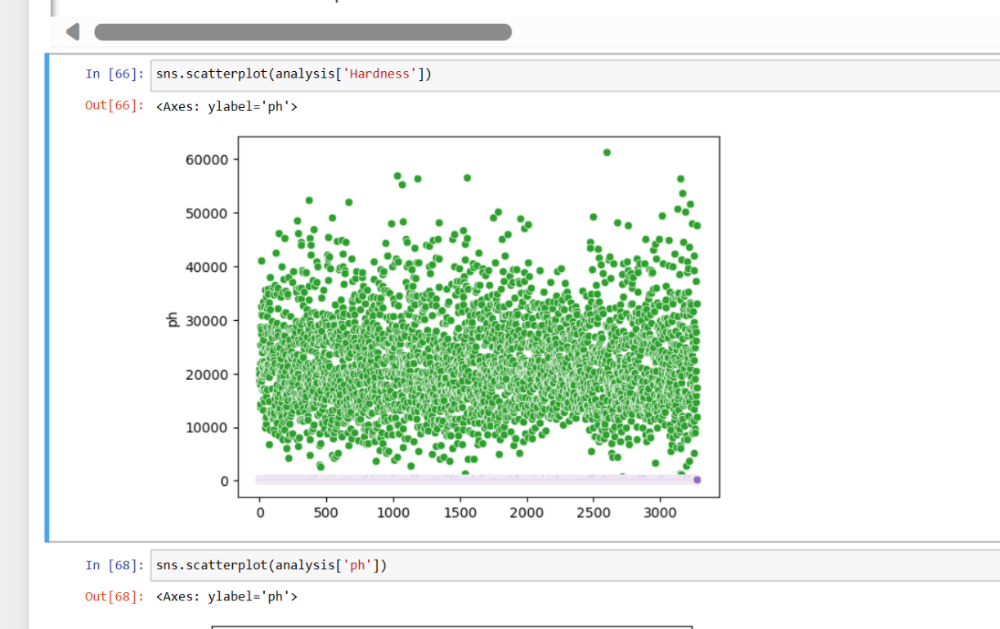 In [66]: sns.scatterplot(analysis['Hardness'])
Out[66]: <Axes: ylabel='ph'>
60000
50000
40000
ph
30000
20000
10000
0
0 500 1000 1500 2000 2500 3000
In [68]: sns.scatterplot(analysis['ph'])
Out[68]: <Axes: ylabel='ph'>